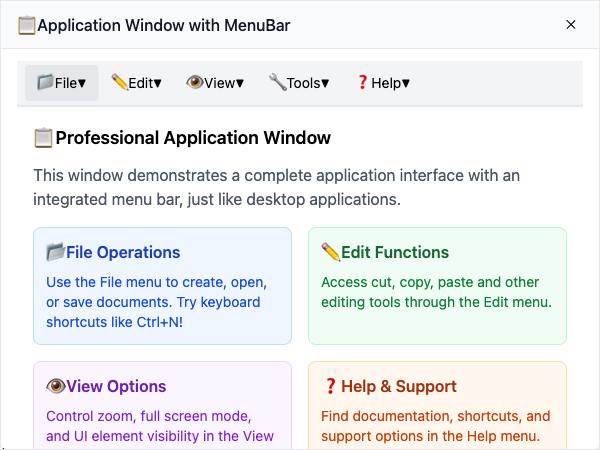 📋Application Window with MenuBar
×
📁File▼ ✏️Edit▼ 👁️View▼ 🔧Tools▼ ❓Help▼
📋Professional Application Window
This window demonstrates a complete application interface with an
integrated menu bar, just like desktop applications.
📁File Operations
Use the File menu to create, open,
or save documents. Try keyboard
shortcuts like Ctrl+N!
✏️Edit Functions
Access cut, copy, paste and other
editing tools through the Edit menu.
👁️View Options
Control zoom, full screen mode,
and UI element visibility in the View
❓Help & Support
Find documentation, shortcuts, and
support options in the Help menu.